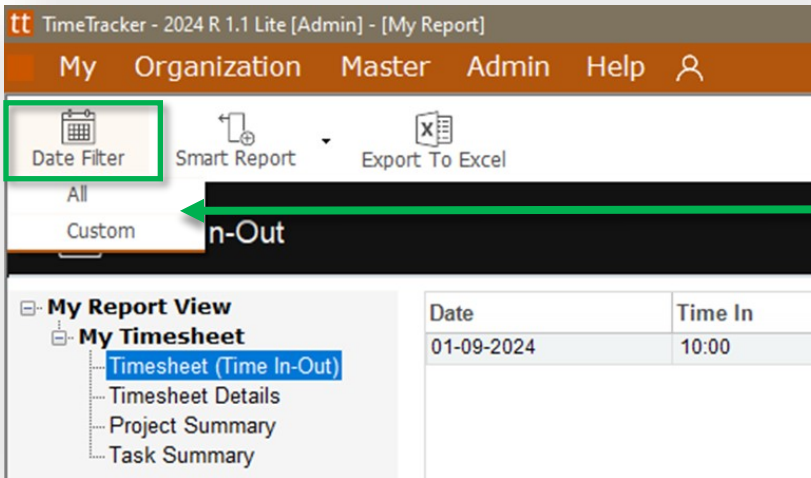 tt TimeTracker - 2024 R 1.1 Lite [Admin] - [My Report]
My Organization Master Admin Help
Date Filter Smart Report Export To Excel
All
Custom
n-Out
My Report View
My Timesheet
Timesheet (Time In-Out)
Timesheet Details
Project Summary
Task Summary
Date Time In
01-09-2024 10:00